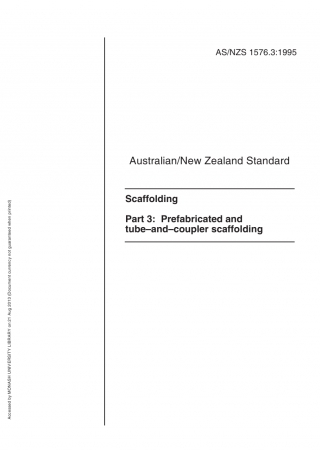 AS/NZS 1576.3:1995
Australian/New Zealand Standard
Scaffolding
Part 3: Prefabricated and
tube–and–coupler scaffolding
Accessed by MONASH UNIVERSITY LIBRARY on 21 Aug 2013 (Document currency not guaranteed when printed)